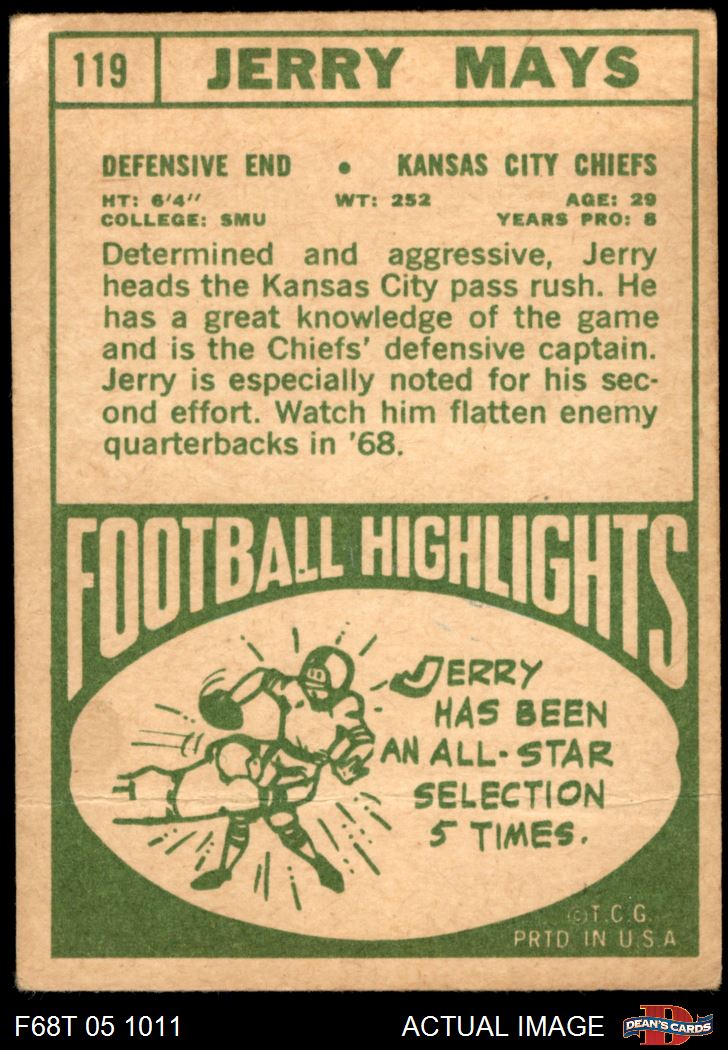 119 JERRY MAYS
DEFENSIVE END • KANSAS CITY CHIEFS
HT: 6'4" WT: 252 AGE: 29
COLLEGE: SMU YEARS PRO: 8
Determined and aggressive, Jerry
heads the Kansas City pass rush. He
has a great knowledge of the game
and is the Chiefs' defensive captain.
Jerry is especially noted for his sec-
ond effort. Watch him flatten enemy
quarterbacks in '68.
FOOTBALL HIGHLIGHTS
JERRY
HAS BEEN
AN ALL-STAR
SELECTION
5 TIMES.
©T.C.G.
PRTD IN U.S.A
F68T 05 1011 ACTUAL IMAGE D DEAN'S CARDS